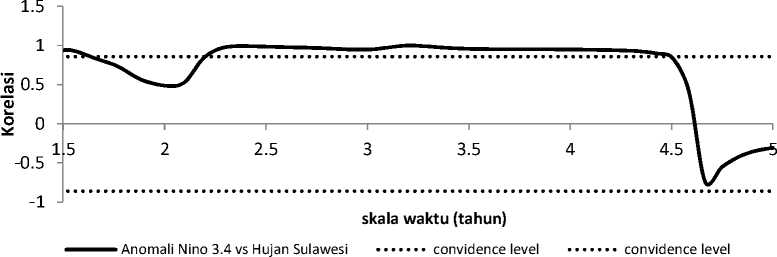 1.5
1
0.5
0
-0.5
-1
Korelasi
1.5 2 2.5 3 3.5 4 4.5 5
skala waktu (tahun)
Anomali Nino 3.4 vs Hujan Sulawesi convidence level convidence level